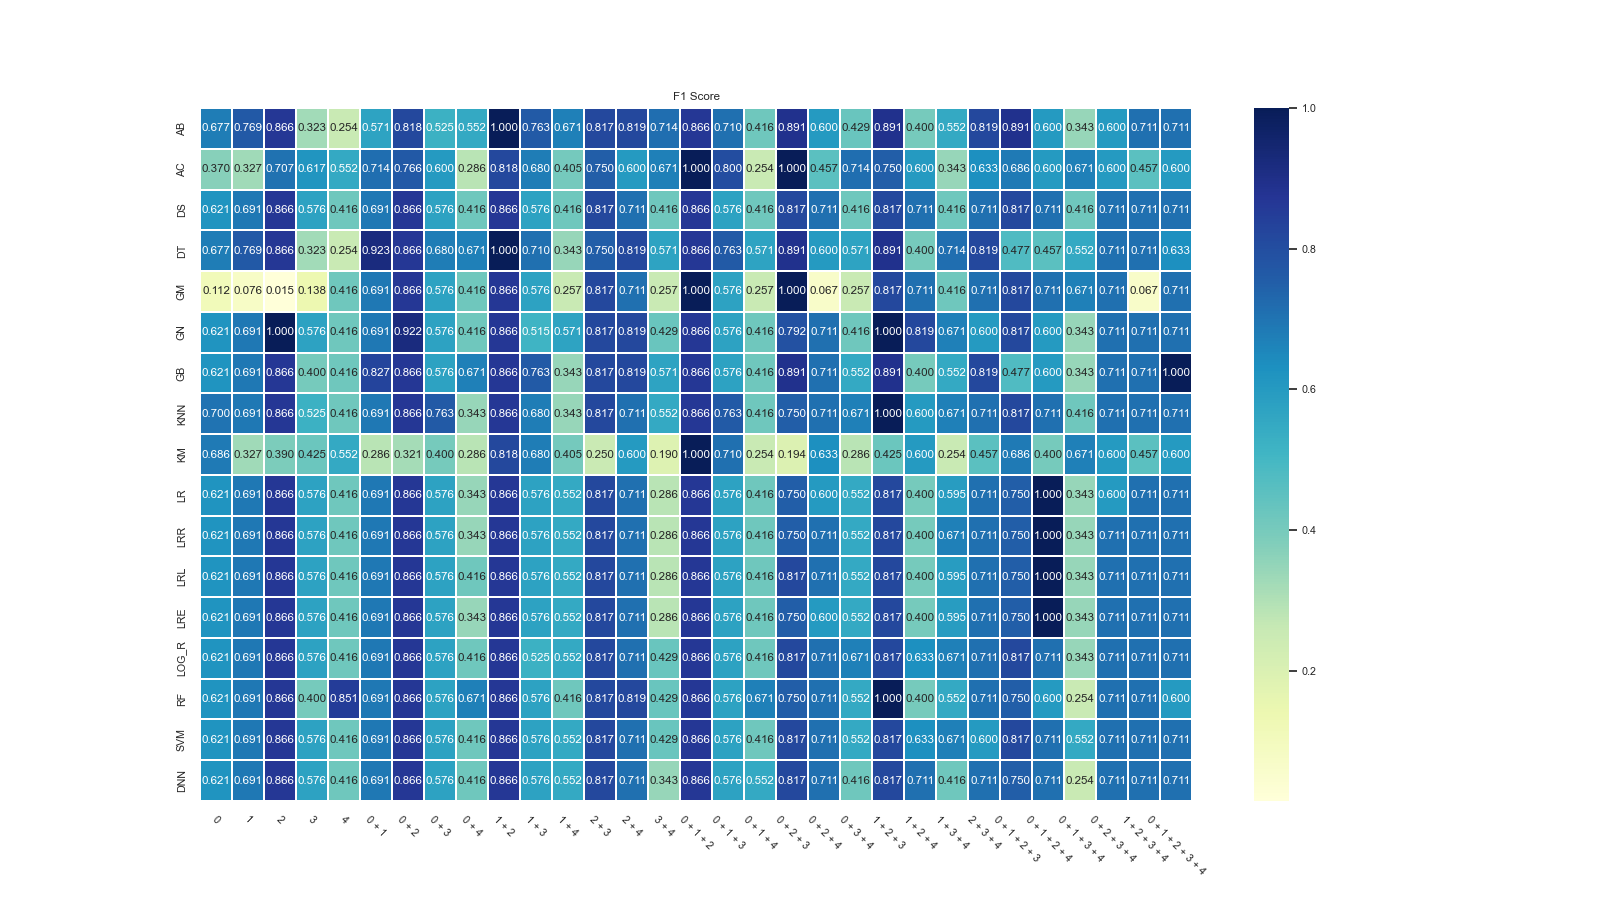 F1 Score
AB 0.677 0.769 0.866 0.323 0.254 0.571 0.818 0.525 0.552 1.000 0.763 0.671 0.817 0.819 0.714 0.866 0.710 0.416 0.891 0.600 0.429 0.891 0.400 0.552 0.819 0.891 0.600 0.343 0.600 0.711 0.711
AC 0.370 0.327 0.707 0.617 0.552 0.714 0.766 0.600 0.286 0.818 0.680 0.405 0.750 0.600 0.671 1.000 0.800 0.254 1.000 0.457 0.714 0.750 0.600 0.343 0.633 0.686 0.600 0.671 0.600 0.457 0.600
DS 0.621 0.691 0.866 0.576 0.416 0.691 0.866 0.576 0.416 0.866 0.576 0.416 0.817 0.711 0.416 0.866 0.576 0.416 0.817 0.711 0.416 0.817 0.711 0.416 0.711 0.817 0.711 0.416 0.711 0.711 0.711
DT 0.677 0.769 0.866 0.323 0.254 0.923 0.866 0.680 0.671 1.000 0.710 0.343 0.750 0.819 0.571 0.866 0.763 0.571 0.891 0.600 0.571 0.891 0.400 0.714 0.819 0.477 0.457 0.552 0.711 0.711 0.633
GM 0.112 0.076 0.015 0.138 0.416 0.691 0.866 0.576 0.416 0.866 0.576 0.257 0.817 0.711 0.257 1.000 0.576 0.257 1.000 0.067 0.257 0.817 0.711 0.416 0.711 0.817 0.711 0.671 0.711 0.067 0.711
GN 0.621 0.691 1.000 0.576 0.416 0.691 0.922 0.576 0.416 0.866 0.515 0.571 0.817 0.819 0.429 0.866 0.576 0.416 0.792 0.711 0.416 1.000 0.819 0.671 0.600 0.817 0.600 0.343 0.711 0.711 0.711
GB 0.621 0.691 0.866 0.400 0.416 0.827 0.866 0.576 0.671 0.866 0.763 0.343 0.817 0.819 0.571 0.866 0.576 0.416 0.891 0.711 0.552 0.891 0.400 0.552 0.819 0.477 0.600 0.343 0.711 0.711 1.000
KNN 0.700 0.691 0.866 0.525 0.416 0.691 0.866 0.763 0.343 0.866 0.680 0.343 0.817 0.711 0.552 0.866 0.763 0.416 0.750 0.711 0.671 1.000 0.600 0.671 0.711 0.817 0.711 0.416 0.711 0.711 0.711
KM 0.686 0.327 0.390 0.425 0.552 0.286 0.321 0.400 0.286 0.818 0.680 0.405 0.250 0.600 0.190 1.000 0.710 0.254 0.194 0.633 0.286 0.425 0.600 0.254 0.457 0.686 0.400 0.671 0.600 0.457 0.600
LR 0.621 0.691 0.866 0.576 0.416 0.691 0.866 0.576 0.343 0.866 0.576 0.552 0.817 0.711 0.286 0.866 0.576 0.416 0.750 0.600 0.552 0.817 0.400 0.595 0.711 0.750 1.000 0.343 0.600 0.711 0.711
LRR 0.621 0.691 0.866 0.576 0.416 0.691 0.866 0.576 0.343 0.866 0.576 0.552 0.817 0.711 0.286 0.866 0.576 0.416 0.750 0.711 0.552 0.817 0.400 0.671 0.711 0.750 1.000 0.343 0.711 0.711 0.711
LRL 0.621 0.691 0.866 0.576 0.416 0.691 0.866 0.576 0.416 0.866 0.576 0.552 0.817 0.711 0.286 0.866 0.576 0.416 0.817 0.711 0.552 0.817 0.400 0.595 0.711 0.750 1.000 0.343 0.711 0.711 0.711
LRE 0.621 0.691 0.866 0.576 0.416 0.691 0.866 0.576 0.343 0.866 0.576 0.552 0.817 0.711 0.286 0.866 0.576 0.416 0.750 0.600 0.552 0.817 0.400 0.595 0.711 0.750 1.000 0.343 0.711 0.711 0.711
LOG_R 0.621 0.691 0.866 0.576 0.416 0.691 0.866 0.576 0.416 0.866 0.525 0.552 0.817 0.711 0.429 0.866 0.576 0.416 0.817 0.711 0.671 0.817 0.633 0.671 0.711 0.817 0.711 0.343 0.711 0.711 0.711
RF 0.621 0.691 0.866 0.400 0.851 0.691 0.866 0.576 0.671 0.866 0.576 0.416 0.817 0.819 0.429 0.866 0.576 0.671 0.750 0.711 0.552 1.000 0.400 0.552 0.711 0.750 0.600 0.254 0.711 0.711 0.600
SVM 0.621 0.691 0.866 0.576 0.416 0.691 0.866 0.576 0.416 0.866 0.576 0.552 0.817 0.711 0.429 0.866 0.576 0.416 0.817 0.711 0.552 0.817 0.633 0.671 0.600 0.817 0.711 0.552 0.711 0.711 0.711
DNN 0.621 0.691 0.866 0.576 0.416 0.691 0.866 0.576 0.416 0.866 0.576 0.552 0.817 0.711 0.343 0.866 0.576 0.552 0.817 0.711 0.416 0.817 0.711 0.416 0.711 0.750 0.711 0.254 0.711 0.711 0.711
0
1
2
3
4
0 + 1
0 + 2
0 + 3
0 + 4
1 + 2
1 + 3
1 + 4
2 + 3
2 + 4
3 + 4
0 + 1 + 2
0 + 1 + 3
0 + 1 + 4
0 + 2 + 3
0 + 2 + 4
0 + 3 + 4
1 + 2 + 3
1 + 2 + 4
1 + 3 + 4
2 + 3 + 4
0 + 1 + 2 + 3
0 + 1 + 2 + 4
0 + 1 + 3 + 4
0 + 2 + 3 + 4
1 + 2 + 3 + 4
0 + 1 + 2 + 3 + 4
1.0
0.8
0.6
0.4
0.2